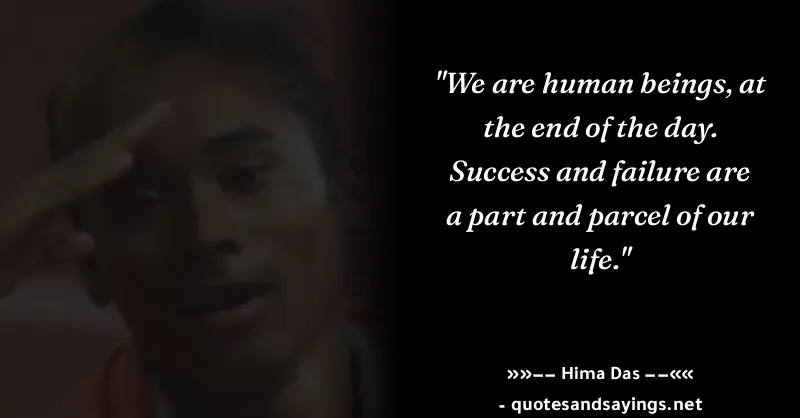 "We are human beings, at
the end of the day.
Success and failure are
a part and parcel of our
life."
»»−− Hima Das −−««
- quotesandsayings.net